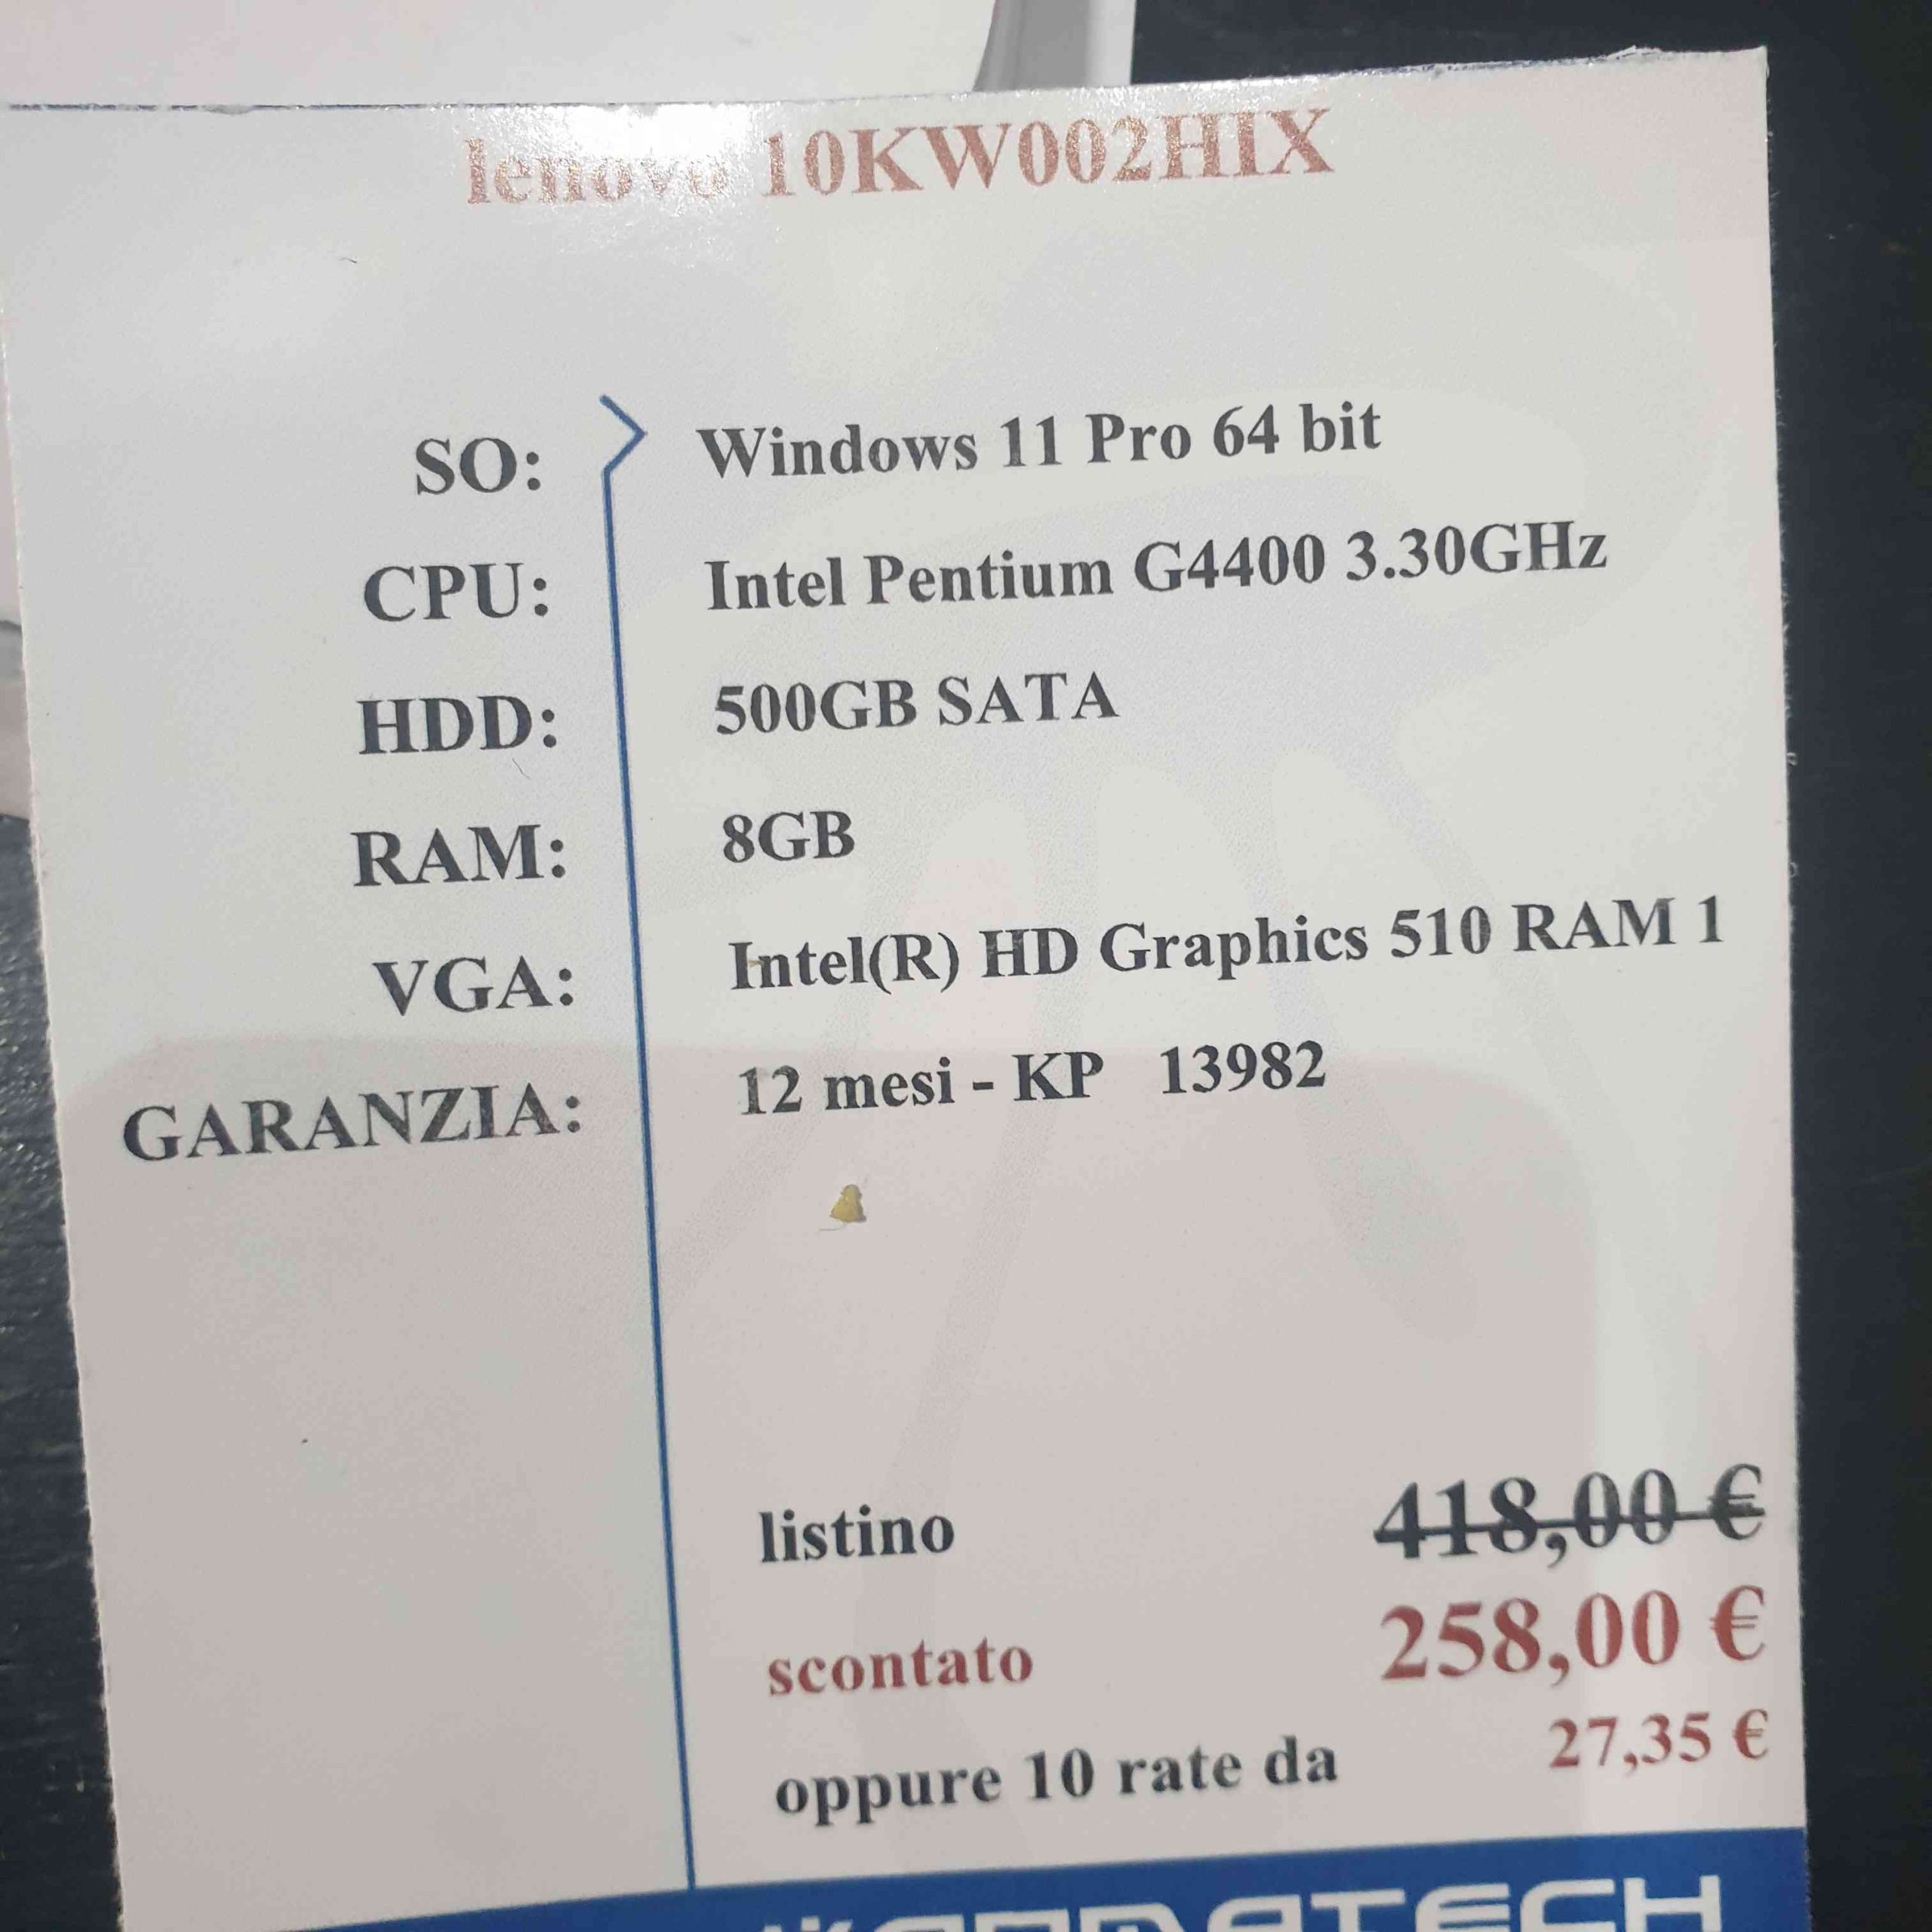 lenovo 10KW002HIX
SO: Windows 11 Pro 64 bit
CPU: Intel Pentium G4400 3.30GHz
HDD: 500GB SATA
RAM: 8GB
VGA: Intel(R) HD Graphics 510 RAM 1
GARANZIA: 12 mesi - KP 13982
listino 418,00 €
scontato 258,00 €
oppure 10 rate da 27,35 €